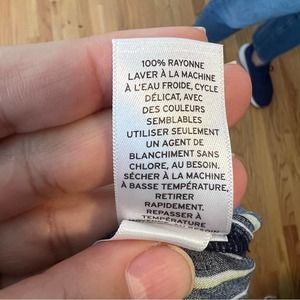 100% RAYONNE
LAVER À LA MACHINE
À L'EAU FROIDE, CYCLE
DÉLICAT, AVEC
DES COULEURS
SEMBLABLES
UTILISER SEULEMENT
UN AGENT DE
BLANCHIMENT SANS
CHLORE, AU BESOIN.
SÉCHER À LA MACHINE
À BASSE TEMPÉRATURE,
RETIRER
RAPIDEMENT.
REPASSER À
TEMPÉRATURE